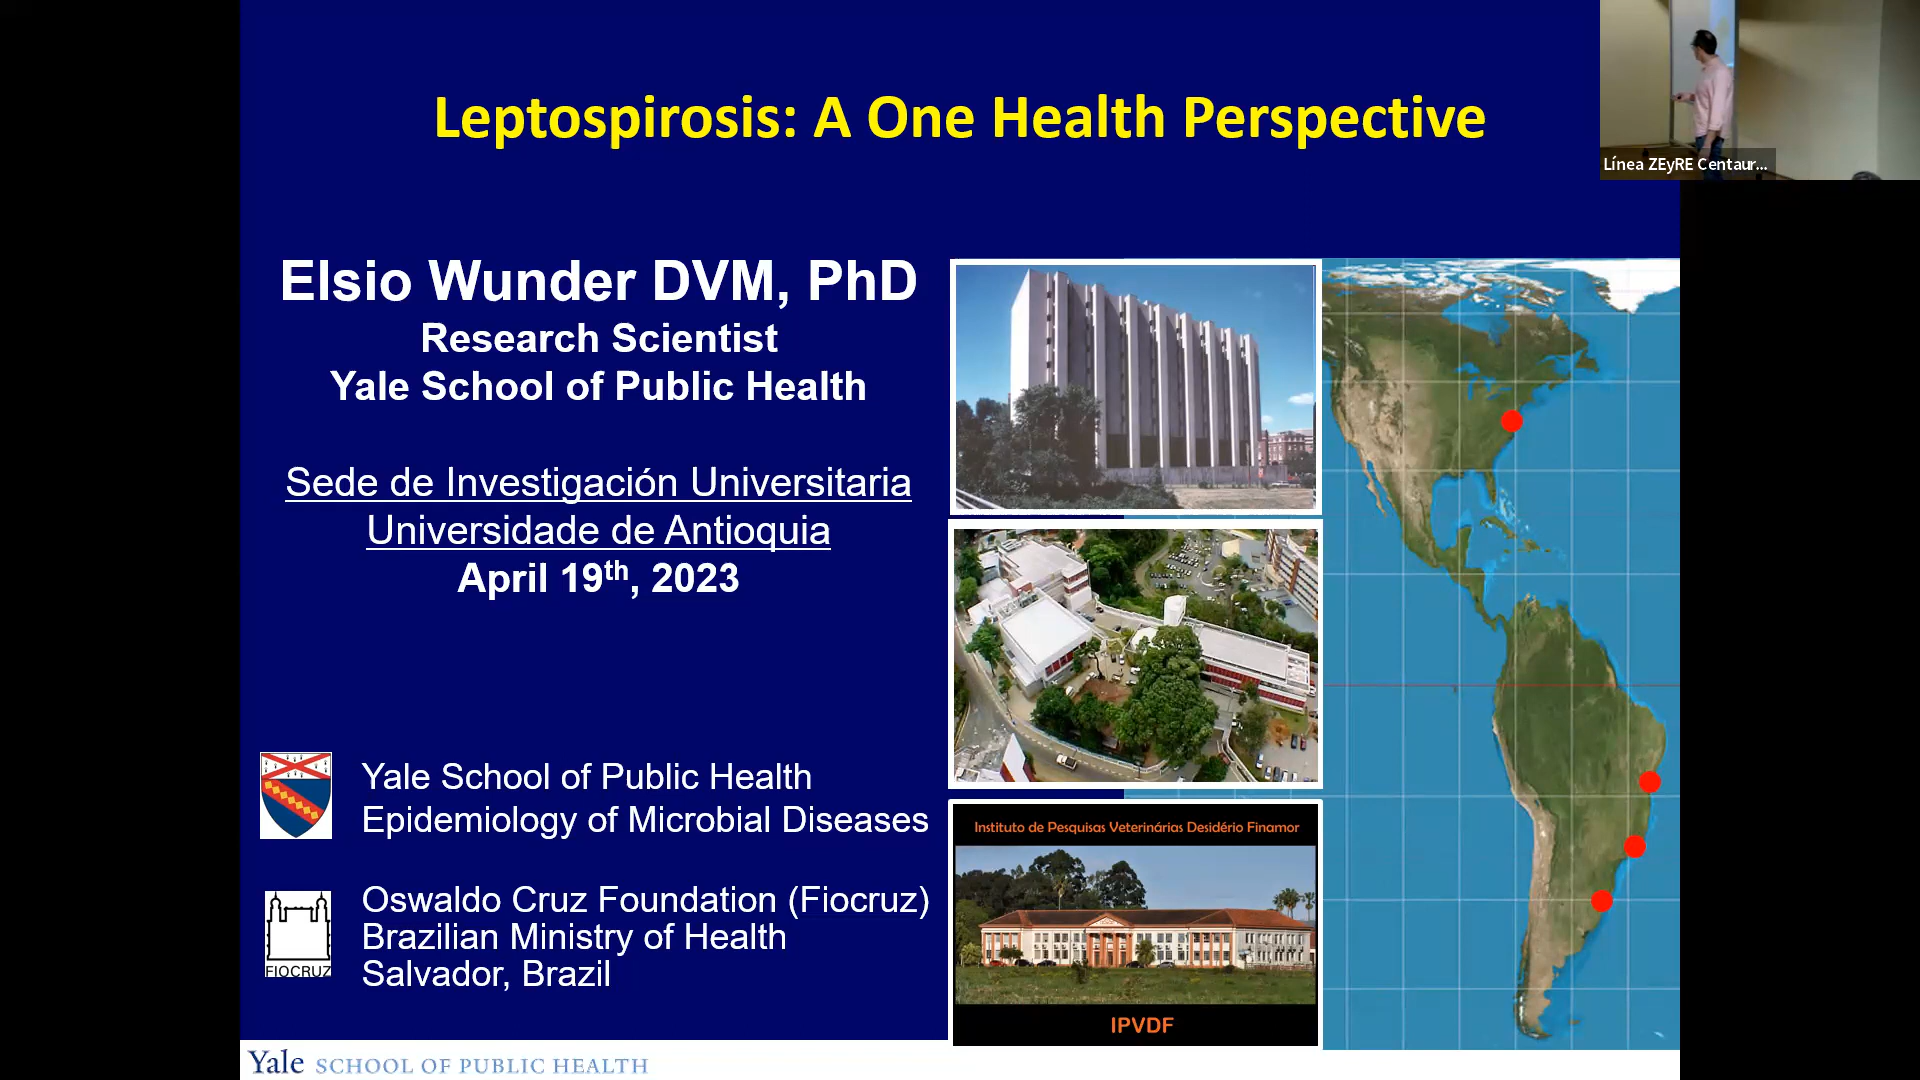 Leptospirosis: A One Health Perspective
Línea ZEyRE Centaur...
Elsio Wunder DVM, PhD
Research Scientist
Yale School of Public Health
Sede de Investigación Universitaria
Universidade de Antioquia
April 19th, 2023
Yale School of Public Health
Epidemiology of Microbial Diseases
FIOCRUZ
Oswaldo Cruz Foundation (Fiocruz)
Brazilian Ministry of Health
Salvador, Brazil
Instituto de Pesquisas Veterinárias Desidério Finamor
IPVDF
Yale SCHOOL OF PUBLIC HEALTH